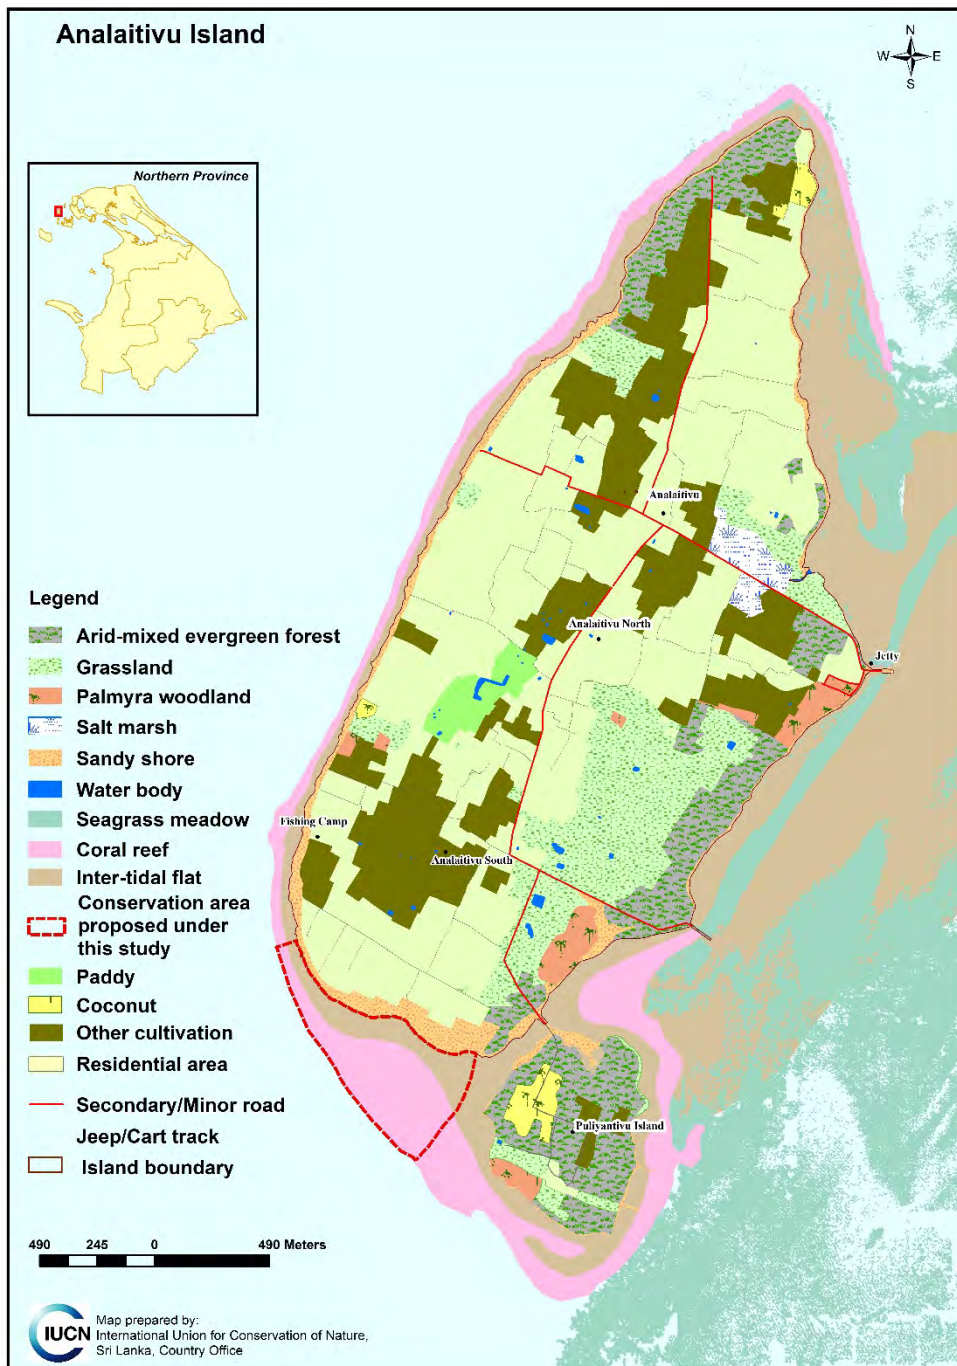 Analaitivu Island
N
W E
S
Northern Province
Analaitivu
Analaitivu North
Jetty
Fishing Camp
Analaitivu South
Puliyantivu Island
Legend
Arid-mixed evergreen forest
Grassland
Palmyra woodland
Salt marsh
Sandy shore
Water body
Seagrass meadow
Coral reef
Inter-tidal flat
Conservation area
proposed under
this study
Paddy
Coconut
Other cultivation
Residential area
Secondary/Minor road
Jeep/Cart track
Island boundary
490 245 0 490 Meters
IUCN
Map prepared by:
International Union for Conservation of Nature,
Sri Lanka, Country Office